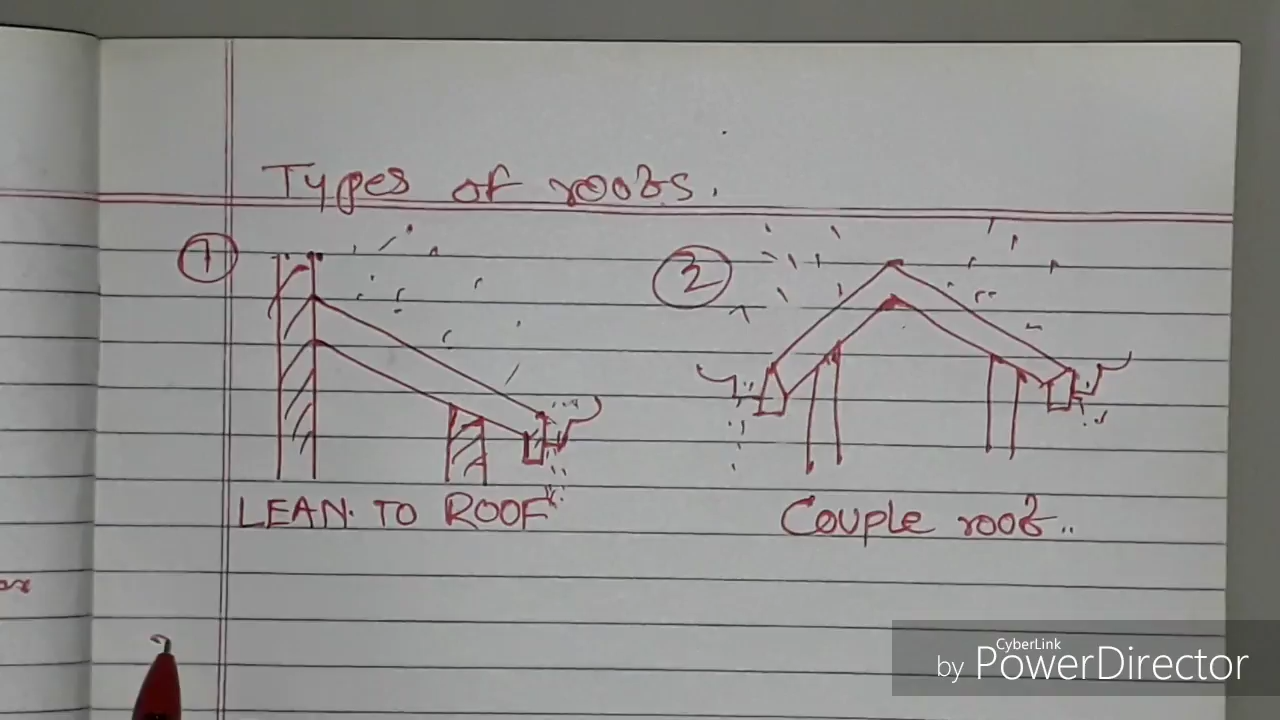 Types of roofs.
1
2
LEAN TO ROOF
Couple roof..
CyberLink
by PowerDirector